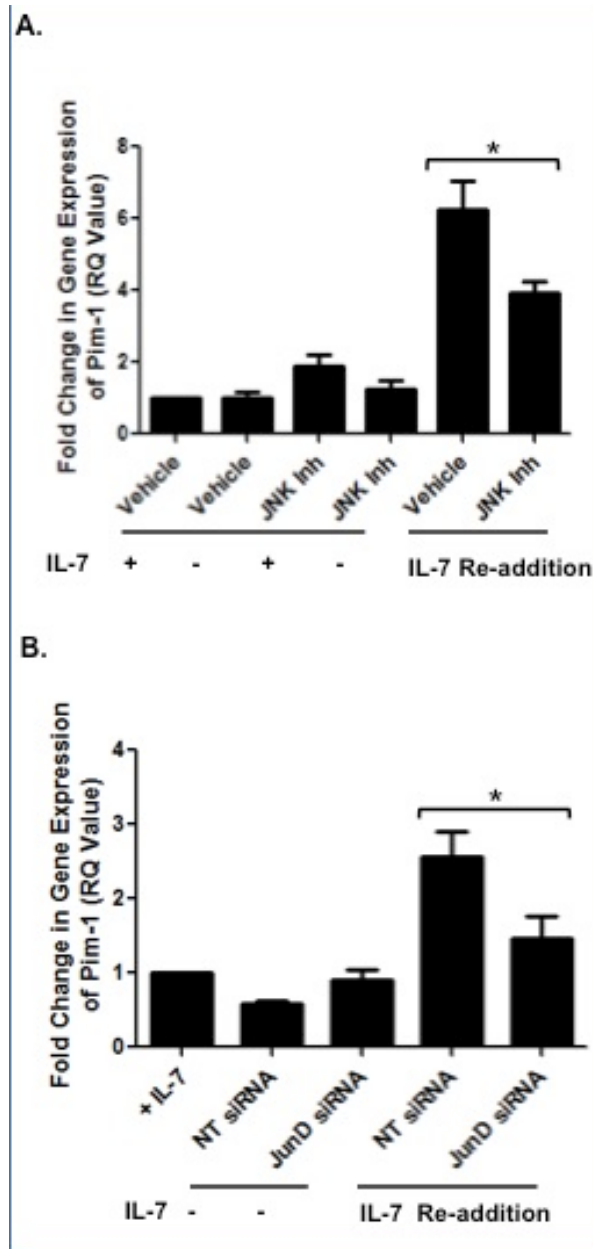 A.
Fold Change in Gene Expression
of Pim-1 (RQ Value)
8
6
4
2
0
*
Vehicle
Vehicle
JNK Inh
JNK Inh
Vehicle
JNK Inh
IL-7 + - + - IL-7 Re-addition
B.
Fold Change in Gene Expression
of Pim-1 (RQ Value)
4
3
2
1
0
*
+ IL-7
NT siRNA
JunD siRNA
NT siRNA
JunD siRNA
IL-7 - - IL-7 Re-addition